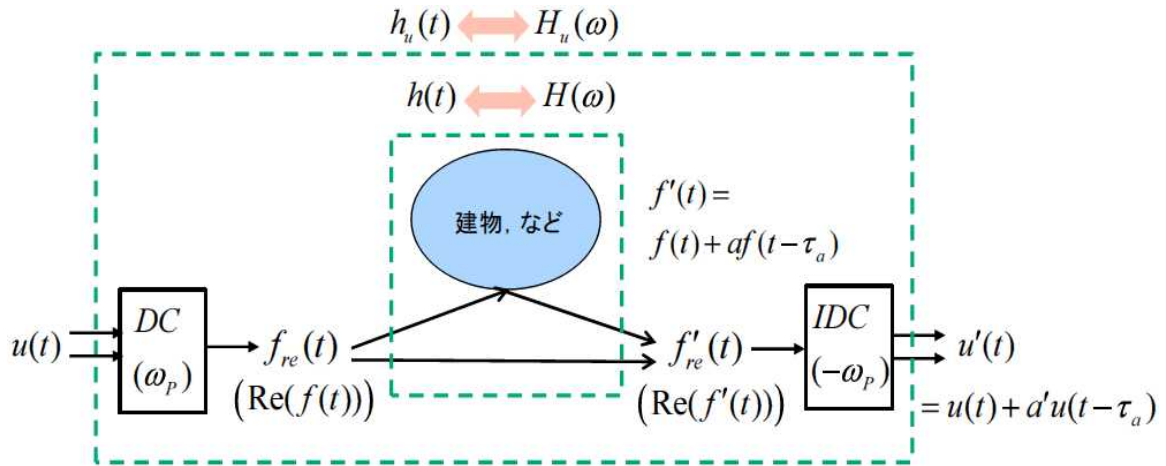 h_u(t) ⇔ H_u(ω)
h(t) ⇔ H(ω)
建物, など
f'(t) =
f(t) + af(t − τ_a)
u(t)
DC
(ω_P)
f_re(t)
(Re(f(t)))
f'_re(t)
(Re(f'(t)))
IDC
(−ω_P)
u'(t)
= u(t) + a'u(t − τ_a)